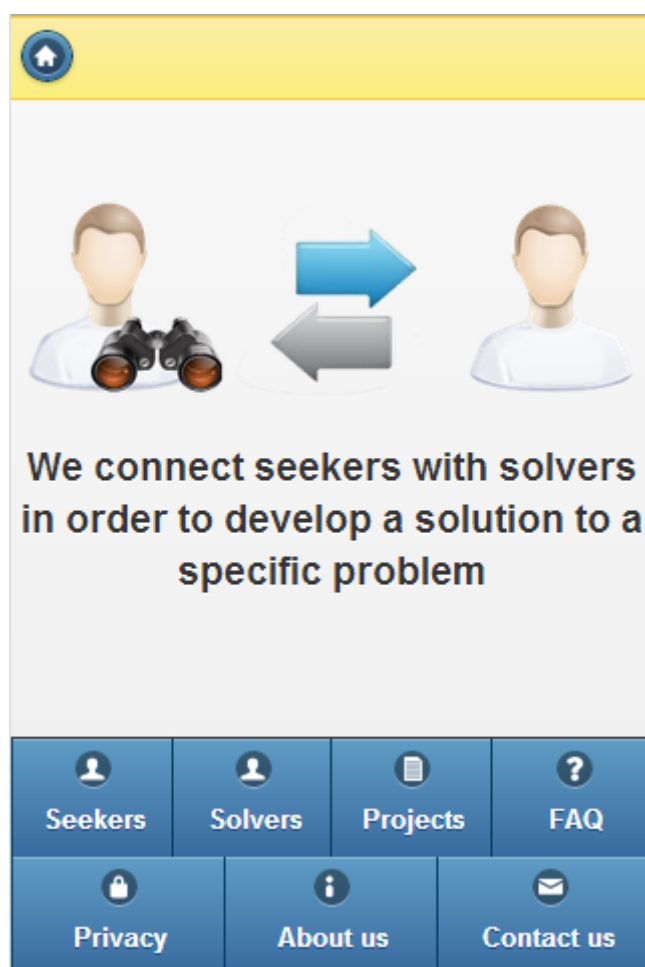 We connect seekers with solvers
in order to develop a solution to a
specific problem
Seekers Solvers Projects FAQ
Privacy About us Contact us